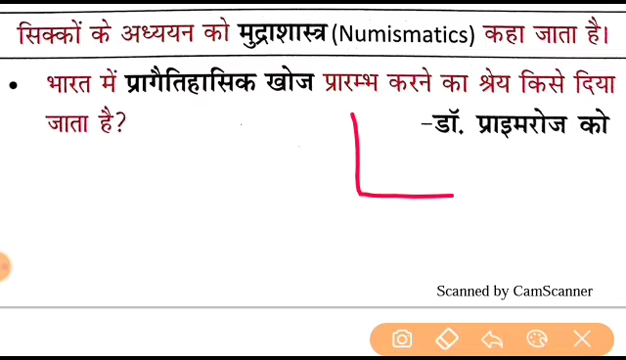 सिक्कों के अध्ययन को मुद्राशास्त्र (Numismatics) कहा जाता है।
• भारत में प्रागैतिहासिक खोज प्रारम्भ करने का श्रेय किसे दिया
जाता है? –डॉ. प्राइमरोज को
Scanned by CamScanner